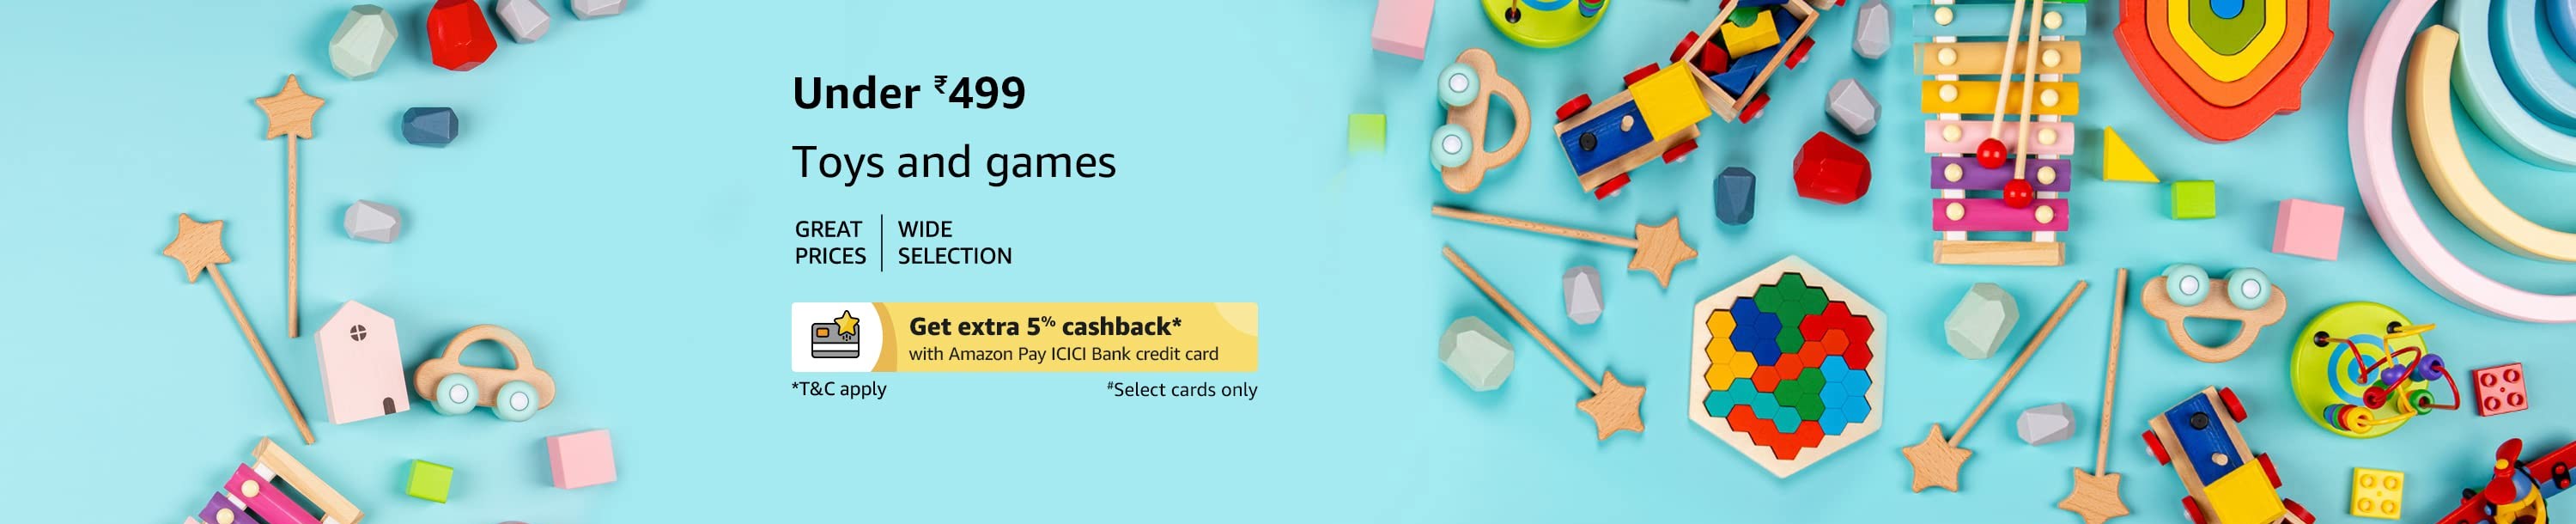 Under ₹499
Toys and games
GREAT PRICES | WIDE SELECTION
Get extra 5% cashback*
with Amazon Pay ICICI Bank credit card
*T&C apply
#Select cards only